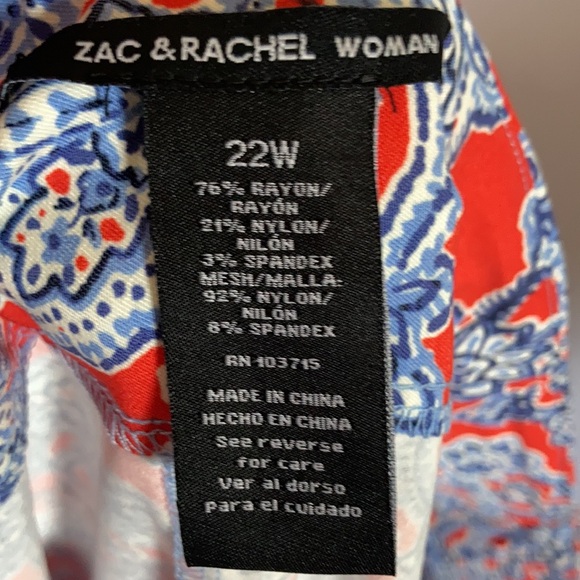 ZAC & RACHEL WOMAN
22W
76% RAYON/
RAYÓN
21% NYLON/
NILÓN
3% SPANDEX
MESH/MALLA:
92% NYLON/
NILÓN
8% SPANDEX
RN 103715
MADE IN CHINA
HECHO EN CHINA
See reverse
for care
Ver al dorso
para el cuidado